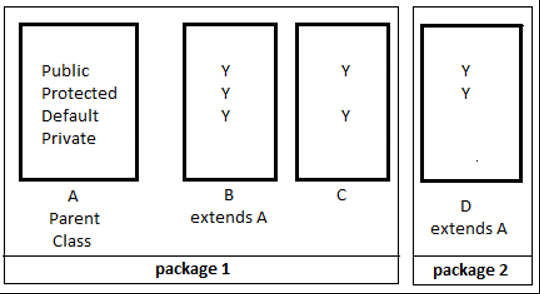 Public Y Y Y
Protected Y Y
Default Y Y
Private
A B C D
Parent extends A extends A
Class
package 1 package 2